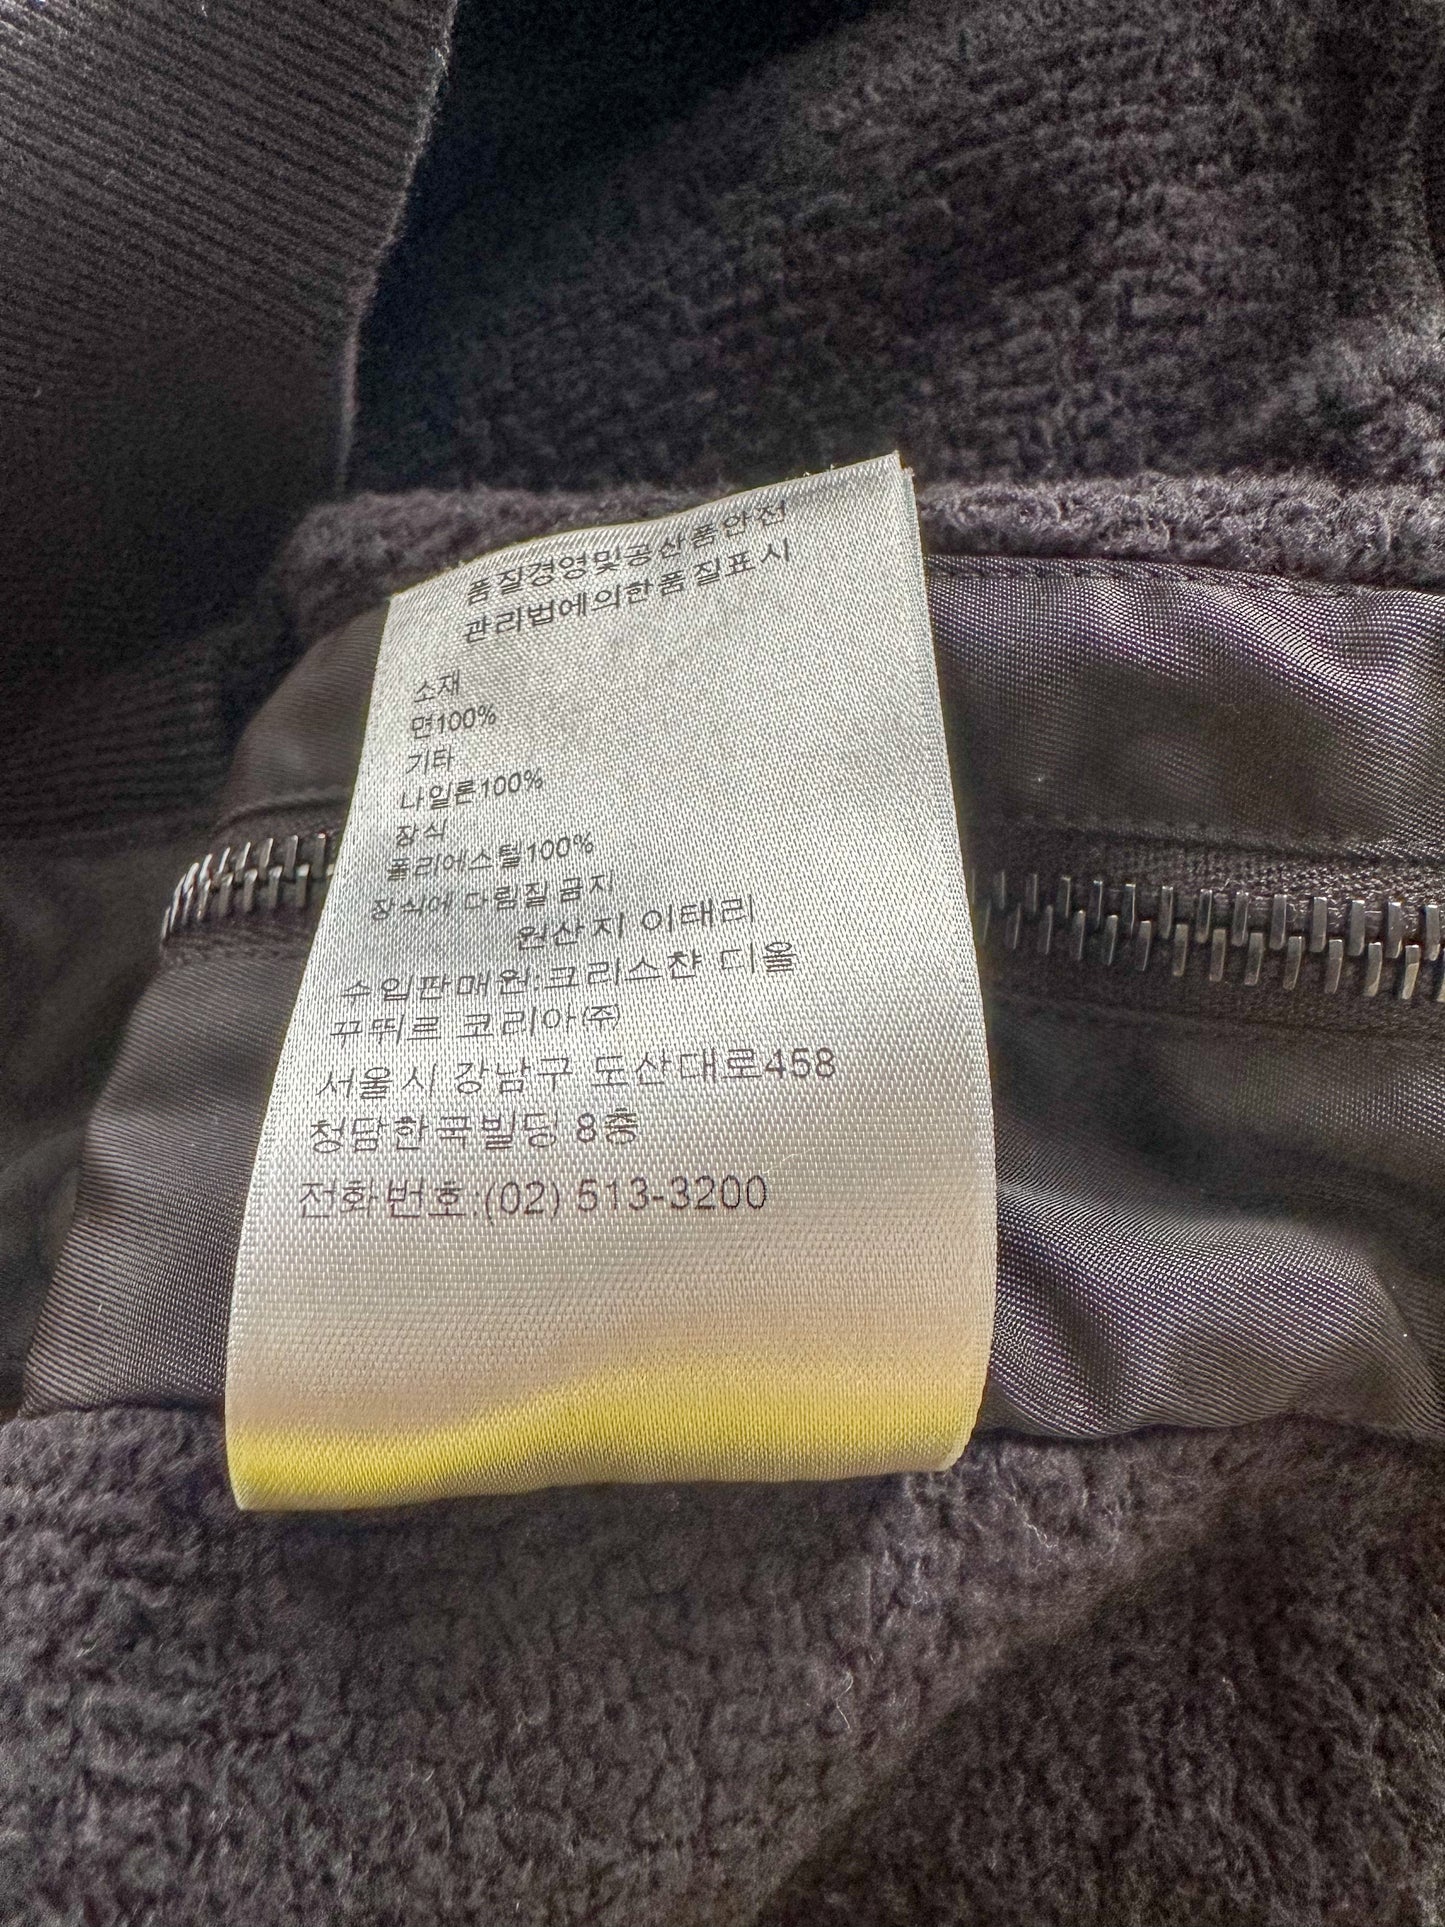 품질경영및공산품안전
관리법에의한품질표시
소재
면100%
기타
나일론100%
장식
폴리에스텔100%
장식에 다림질금지
원산지 이태리
수입판매원:크리스챤 디올
꾸뛰르 코리아㈜
서울시 강남구 도산대로458
청담한국빌딩 8층
전화번호:(02) 513-3200